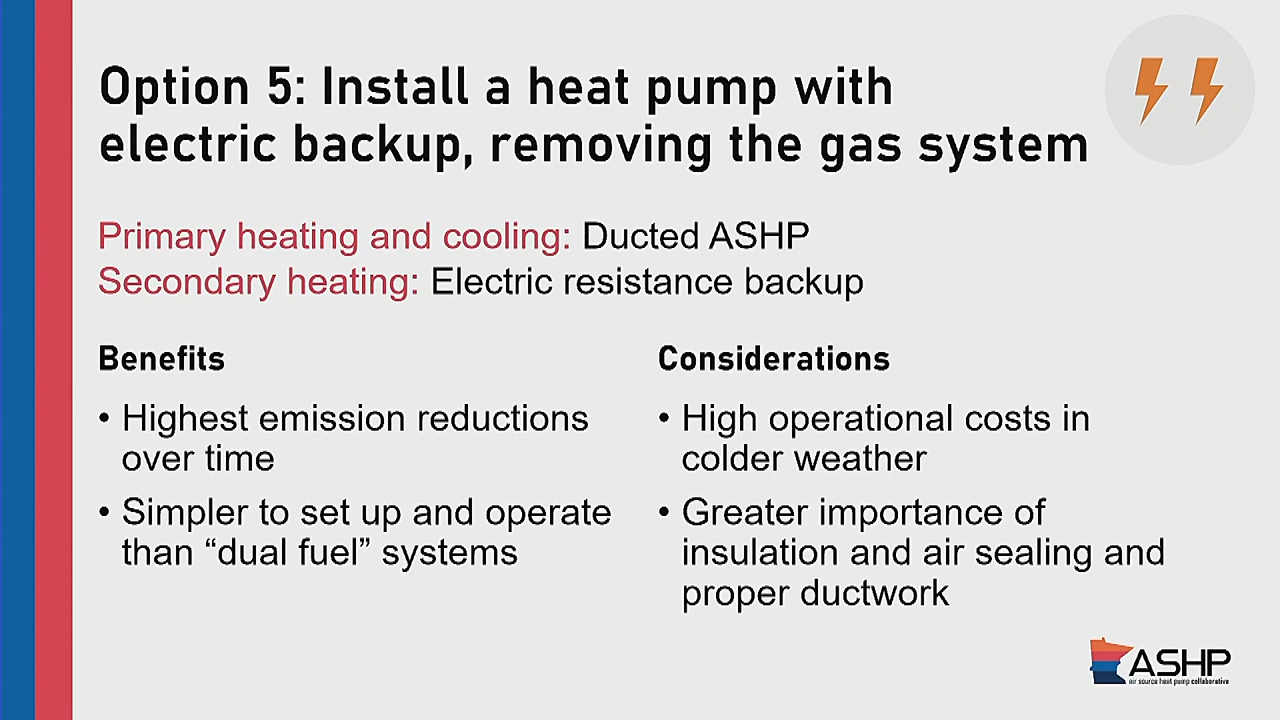 Option 5: Install a heat pump with
electric backup, removing the gas system
Primary heating and cooling: Ducted ASHP
Secondary heating: Electric resistance backup
Benefits
• Highest emission reductions
over time
• Simpler to set up and operate
than “dual fuel” systems
Considerations
• High operational costs in
colder weather
• Greater importance of
insulation and air sealing and
proper ductwork
ASHP
air source heat pump collaborative